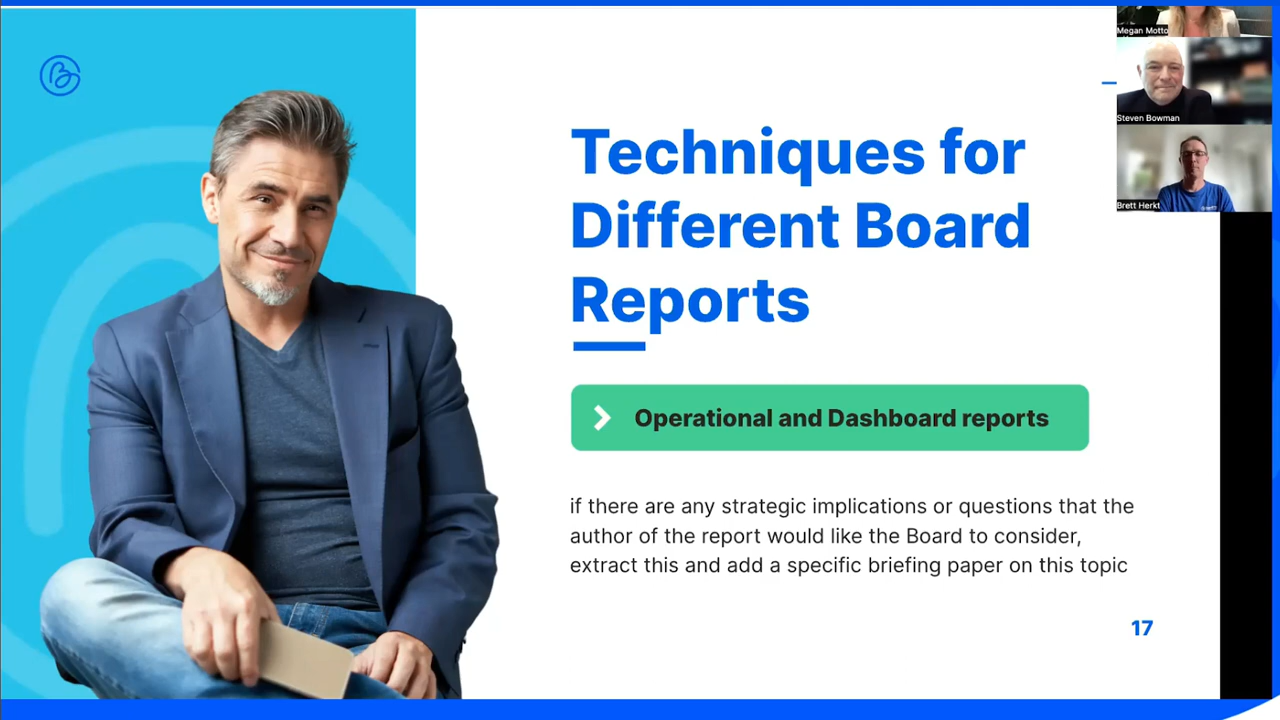 Techniques for
Different Board
Reports
Operational and Dashboard reports
if there are any strategic implications or questions that the
author of the report would like the Board to consider,
extract this and add a specific briefing paper on this topic
17
Megan Motto
Steven Bowman
Brett Herkt